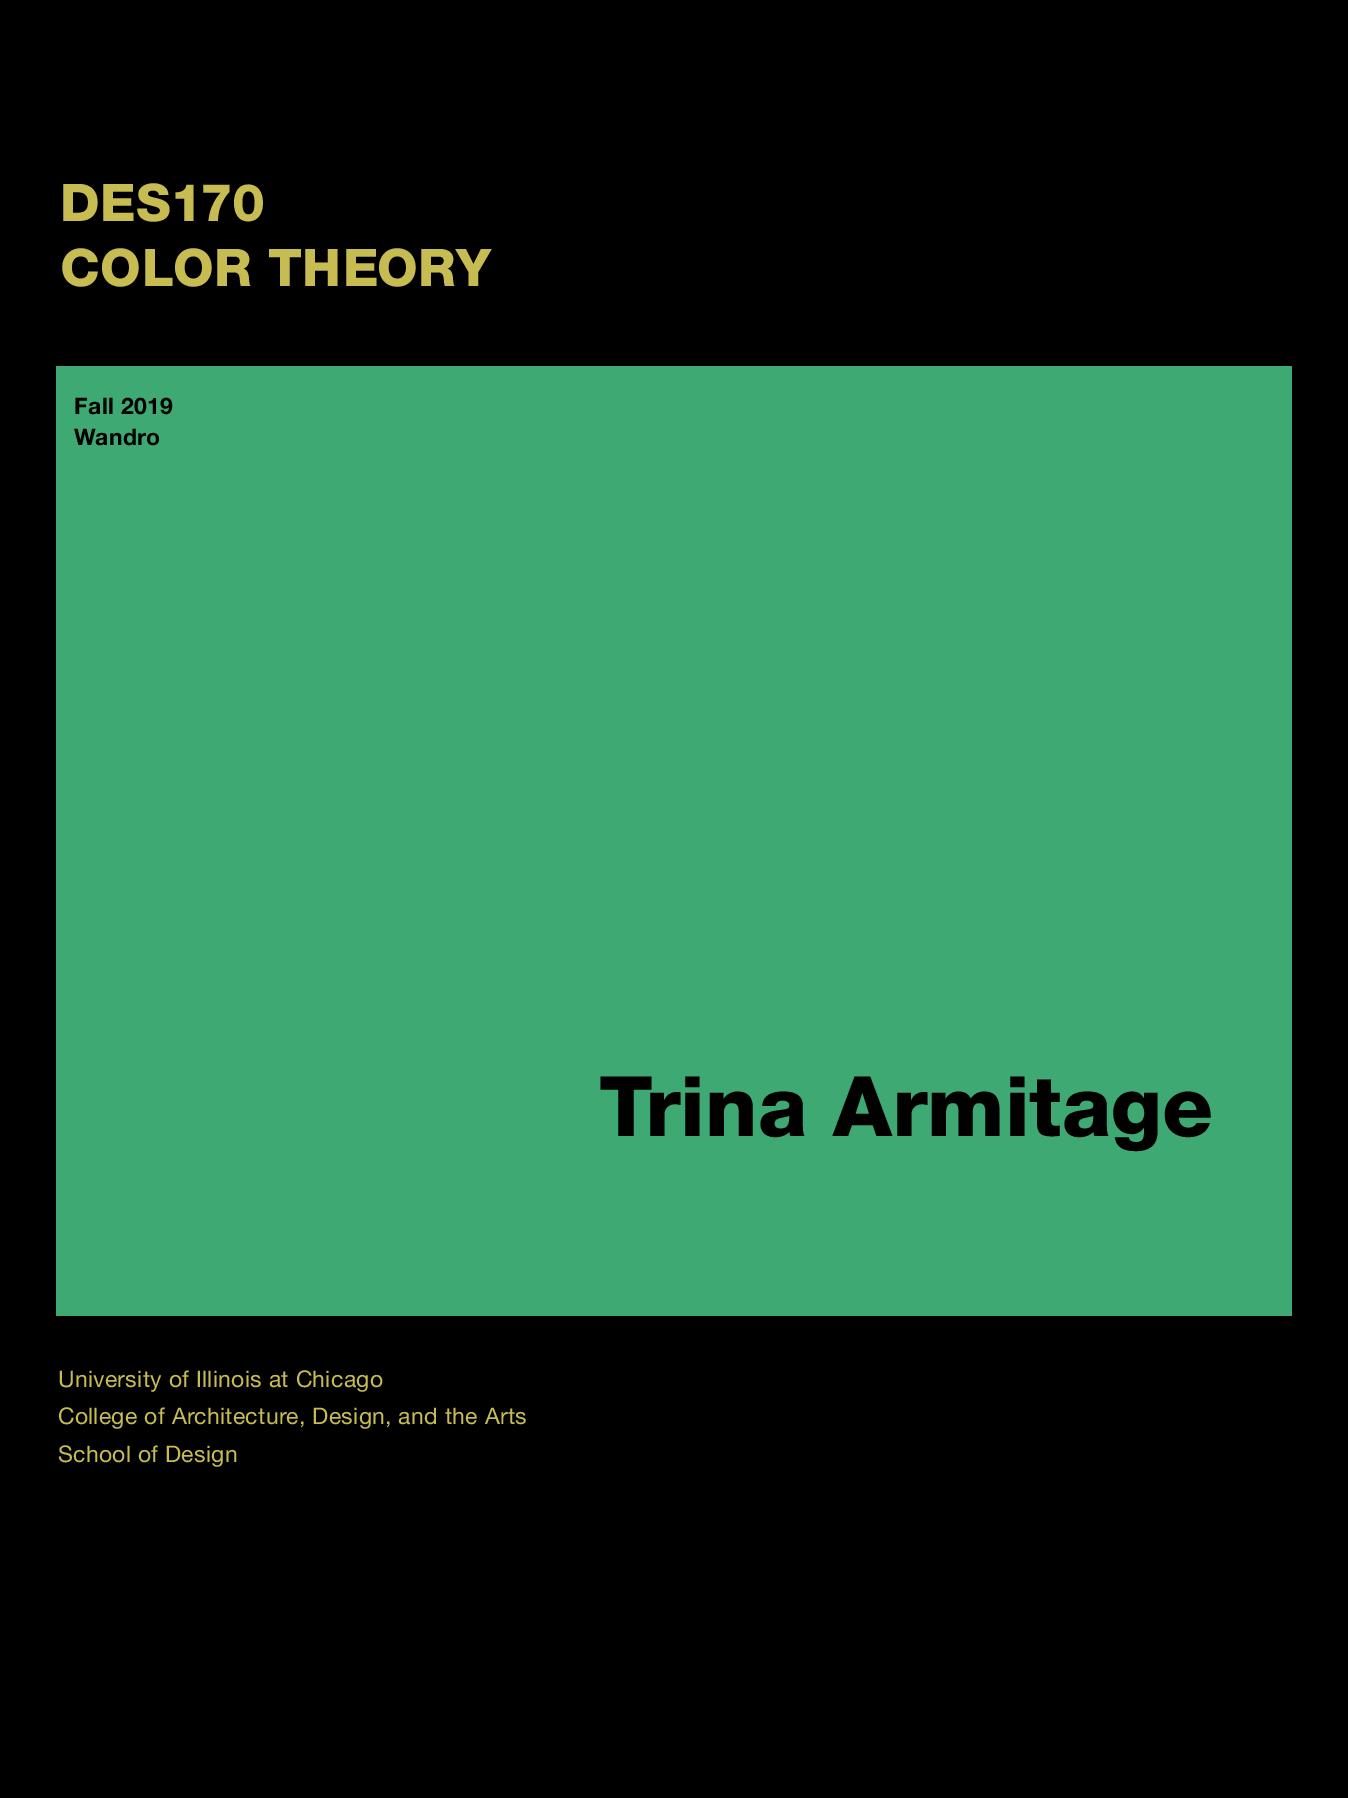 DES170
COLOR THEORY
Fall 2019
Wandro
Trina Armitage
University of Illinois at Chicago
College of Architecture, Design, and the Arts
School of Design